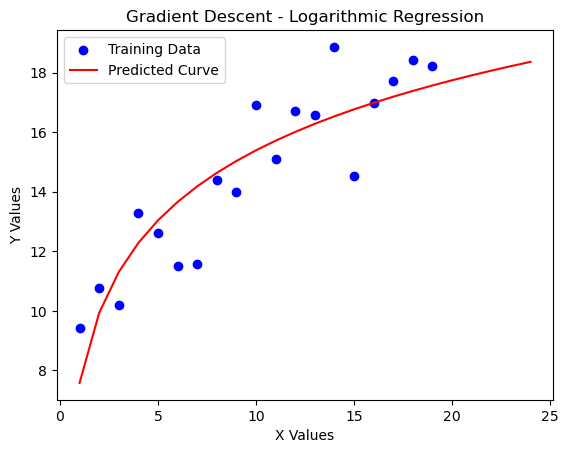 Gradient Descent - Logarithmic Regression
Training Data
Predicted Curve
Y Values
18
16
14
12
10
8
0
5
10
15
20
25
X Values